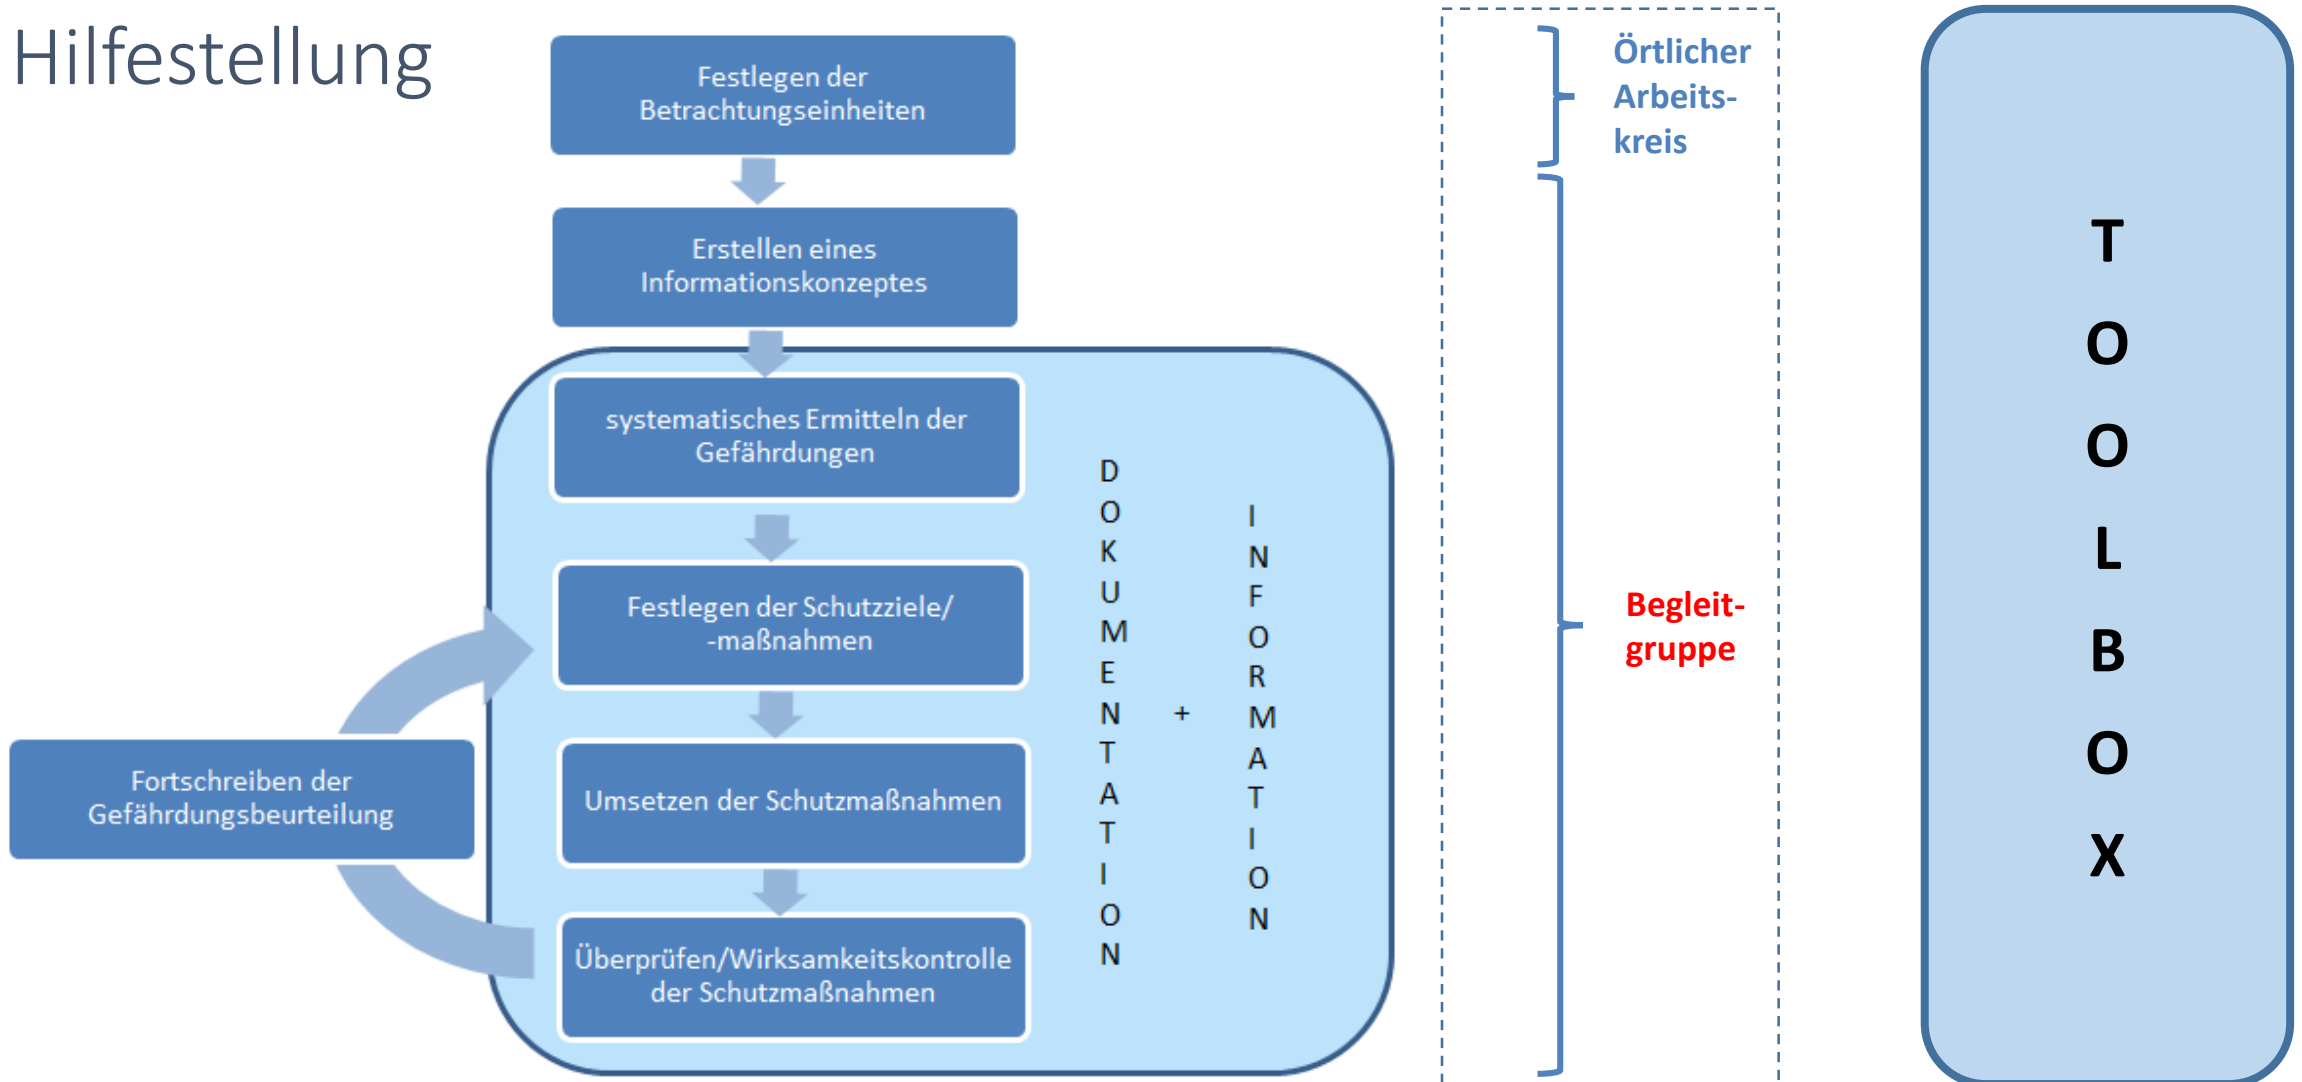 Hilfestellung
Festlegen der
Betrachtungseinheiten
Erstellen eines
Informationskonzeptes
systematisches Ermitteln der
Gefährdungen
Festlegen der Schutzziele/
-maßnahmen
Umsetzen der Schutzmaßnahmen
Überprüfen/Wirksamkeitskontrolle
der Schutzmaßnahmen
Fortschreiben der
Gefährdungsbeurteilung
DOKUMENTATION
+
INFORMATION
Örtlicher
Arbeits-
kreis
Begleit-
gruppe
TOOLBOX